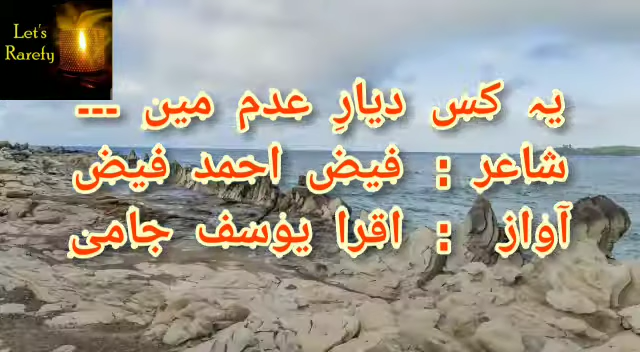 Let's
Rarefy
یہ کس دیارِ عدم میں ---
شاعر : فیض احمد فیض
آواز : اقرا یوسف جامی